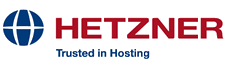 HETZNER
Trusted in Hosting